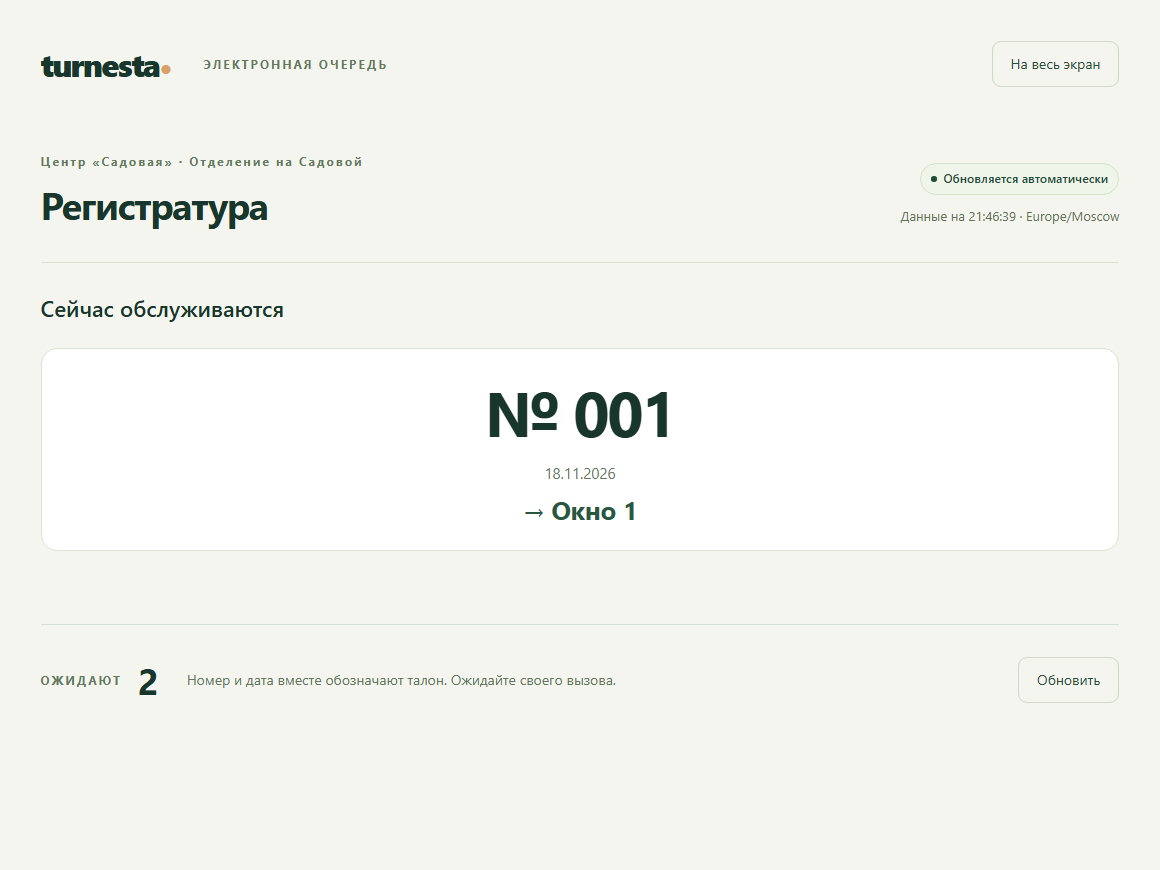 turnesta
ЭЛЕКТРОННАЯ ОЧЕРЕДЬ
На весь экран
Центр «Садовая» · Отделение на Садовой
Регистратура
Обновляется автоматически
Данные на 21:46:39 · Europe/Moscow
Сейчас обслуживаются
№ 001
18.11.2026
→ Окно 1
ОЖИДАЮТ 2
Номер и дата вместе обозначают талон. Ожидайте своего вызова.
Обновить